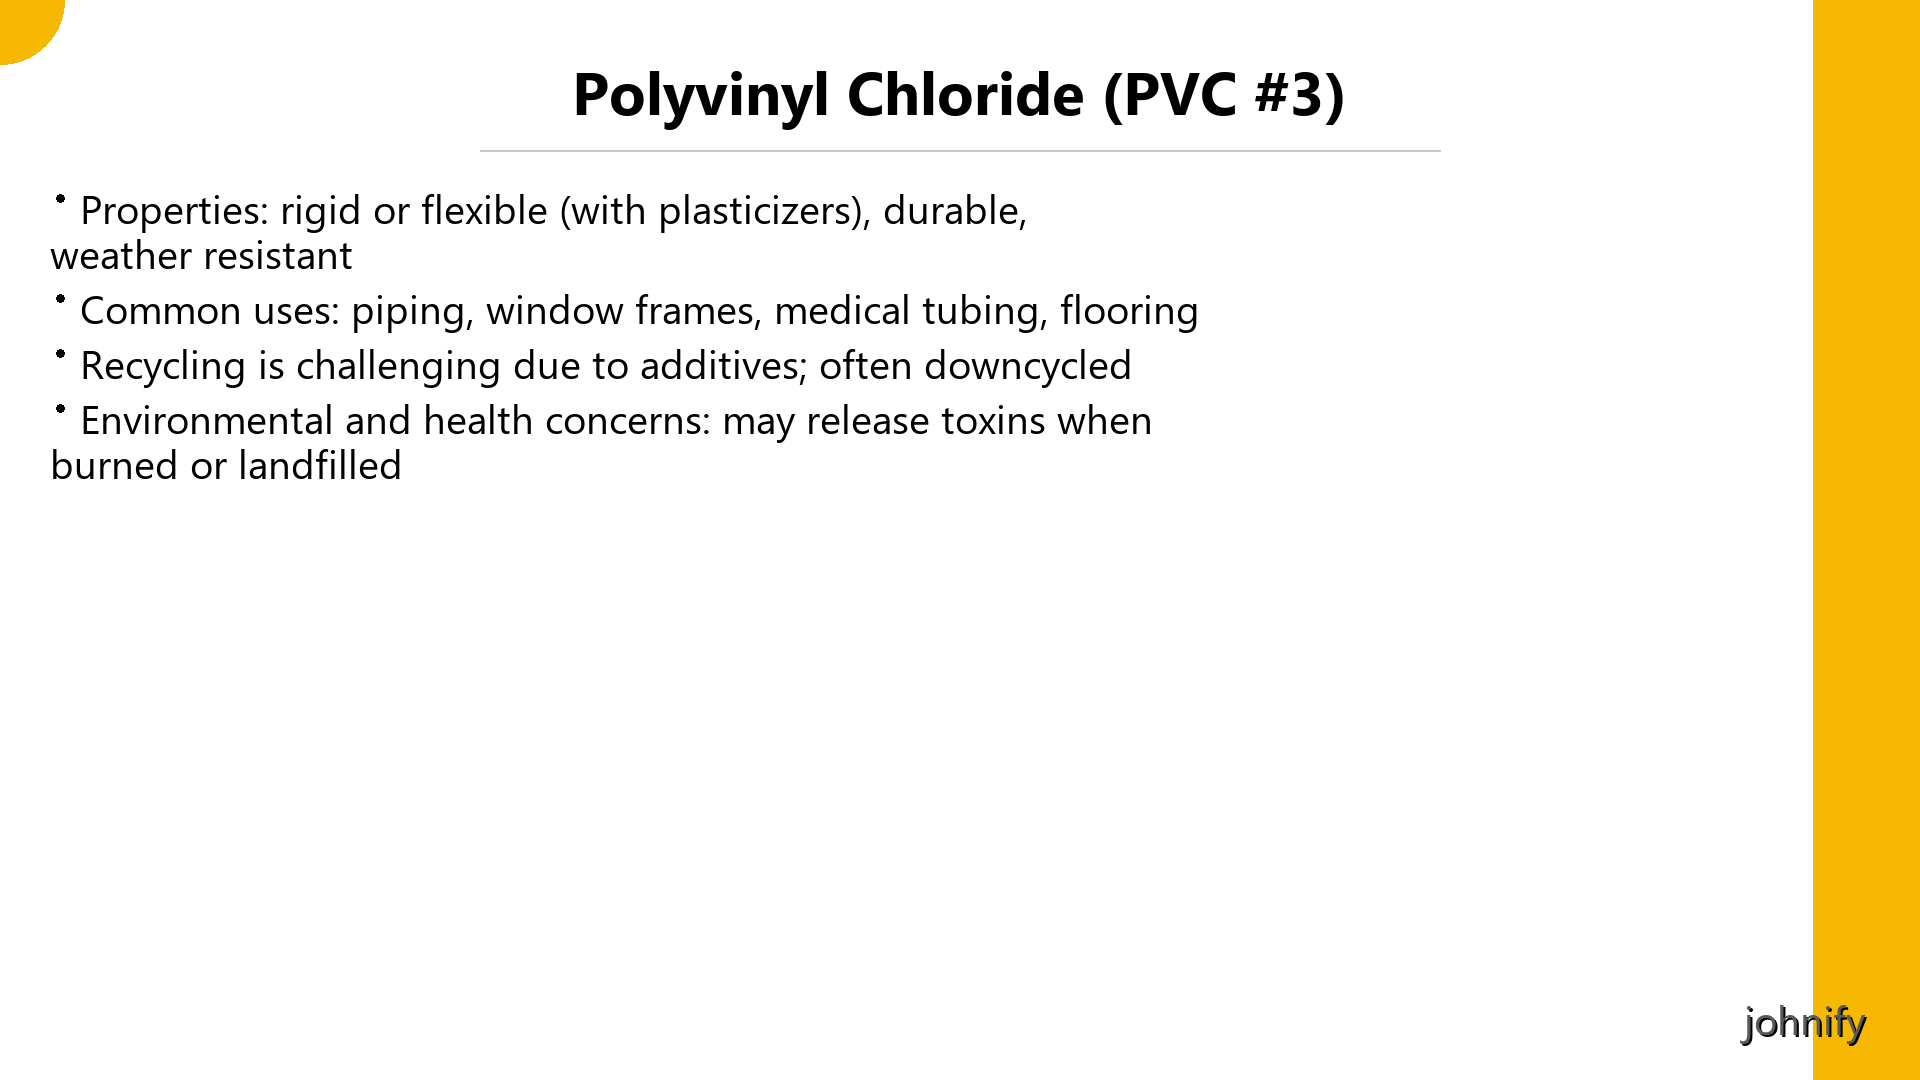 Polyvinyl Chloride (PVC #3)
• Properties: rigid or flexible (with plasticizers), durable,
weather resistant
• Common uses: piping, window frames, medical tubing, flooring
• Recycling is challenging due to additives; often downcycled
• Environmental and health concerns: may release toxins when
burned or landfilled
johnify